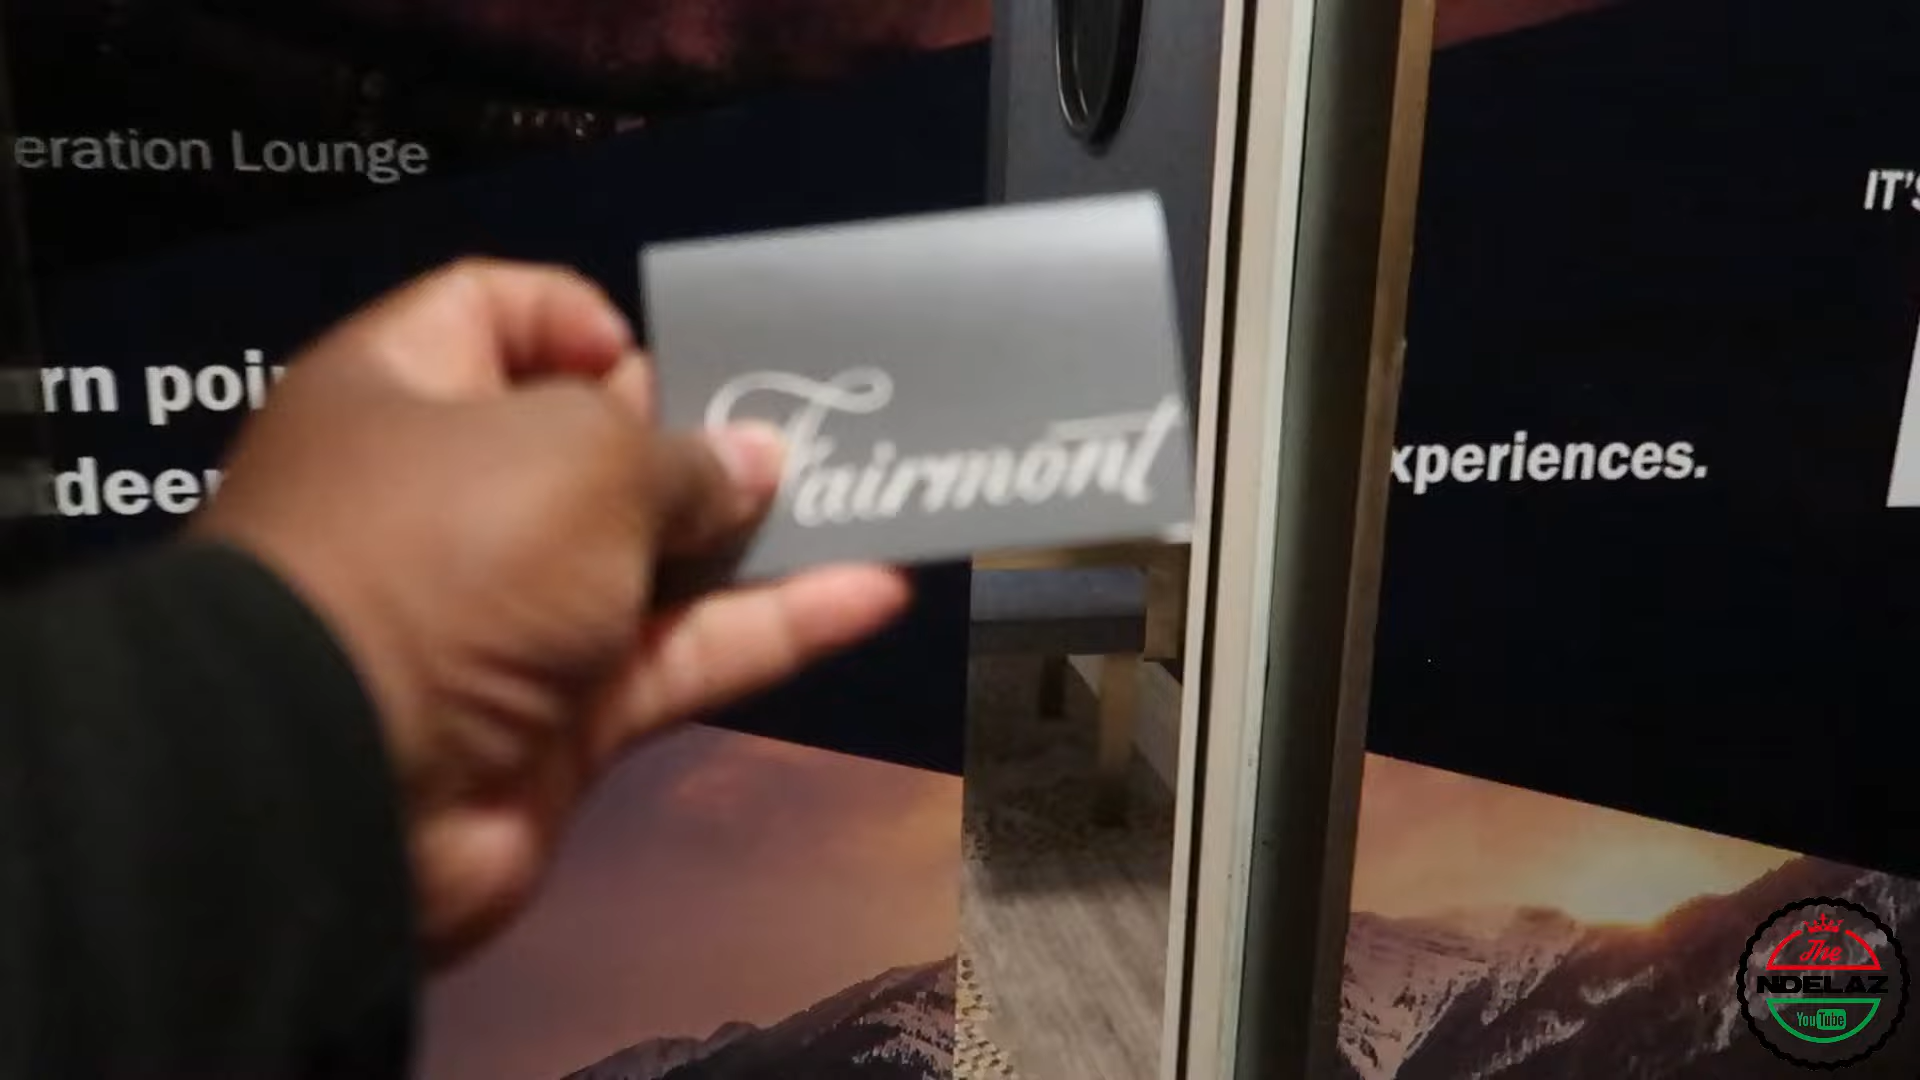 eration Lounge
IT'S
rn poi
deer
xperiences.
Fairmont
The
NDELAZ
YouTube